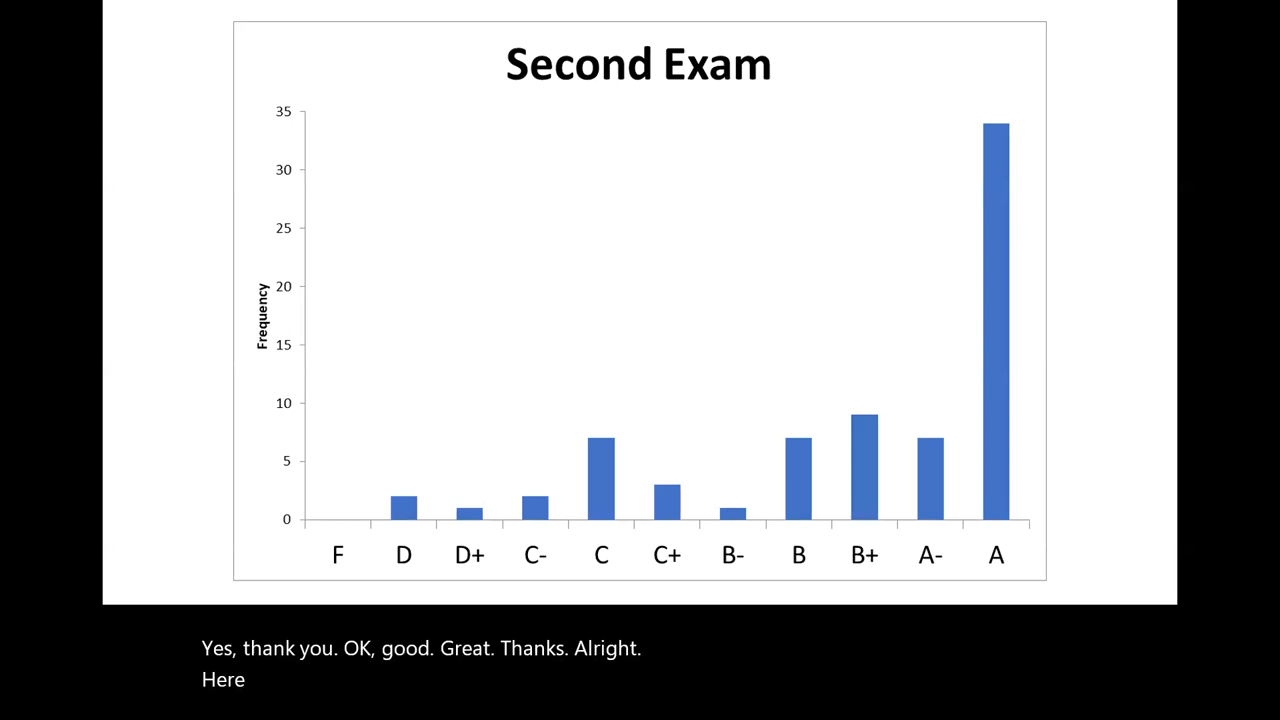 Second Exam
35
30
25
20
15
10
5
0
Frequency
F D D+ C- C C+ B- B B+ A- A
Yes, thank you. OK, good. Great. Thanks. Alright.
Here